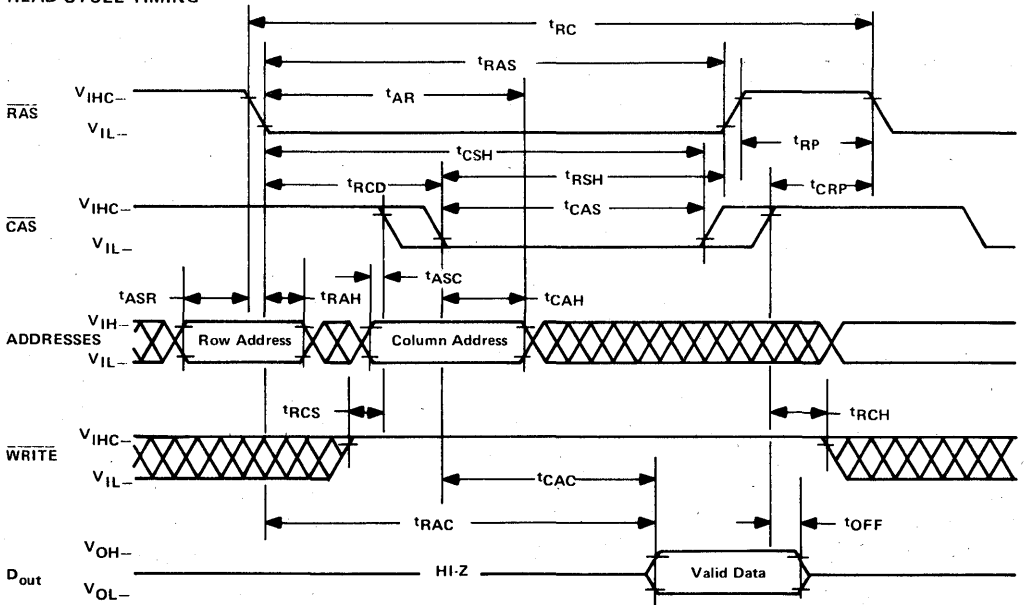 READ CYCLE TIMING
tRC
tRAS
tAR
RAS
VIHC
VIL
tRP
tCSH
tRCD
tRSH
tCRP
CAS
VIHC
VIL
tCAS
tASC
tASR
tRAH
tCAH
ADDRESSES
VIH
VIL
Row Address
Column Address
tRCS
tRCH
WRITE
VIHC
VIL
tCAC
tRAC
tOFF
Dout
VOH
VOL
HI-Z
Valid Data